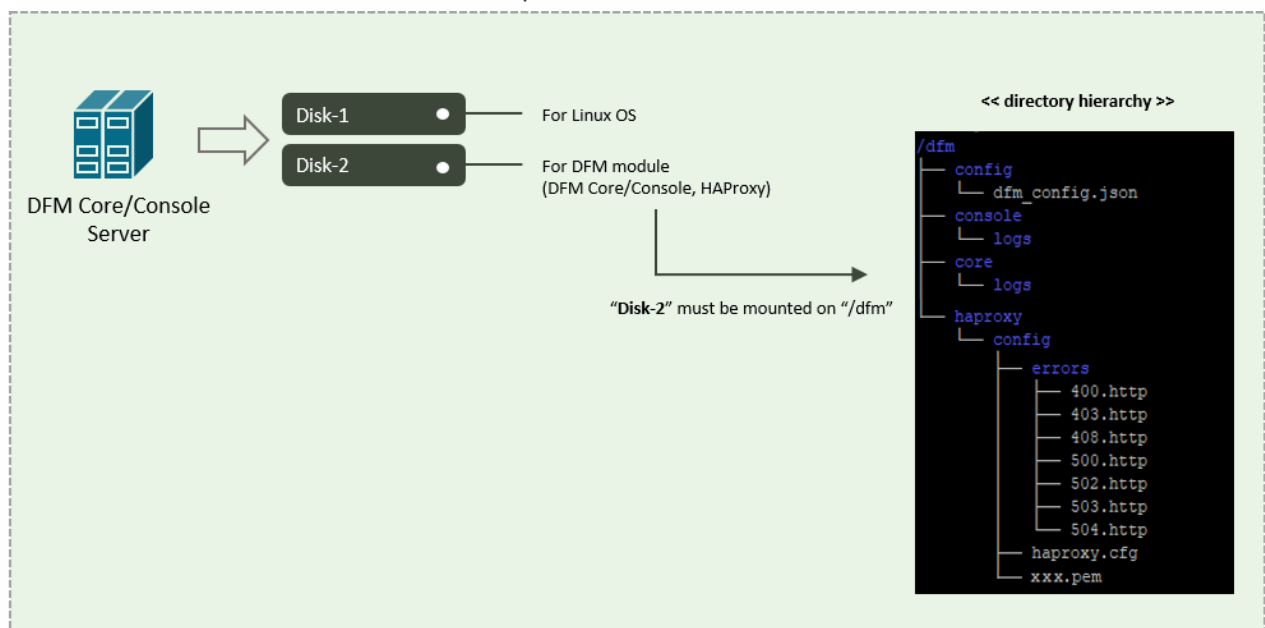 DFM Core/Console
Server
Disk-1
Disk-2
For Linux OS
For DFM module
(DFM Core/Console, HAProxy)
“Disk-2” must be mounted on “/dfm”
<< directory hierarchy >>
/dfm
config
dfm_config.json
console
logs
core
logs
haproxy
config
errors
400.http
403.http
408.http
500.http
502.http
503.http
504.http
haproxy.cfg
xxx.pem